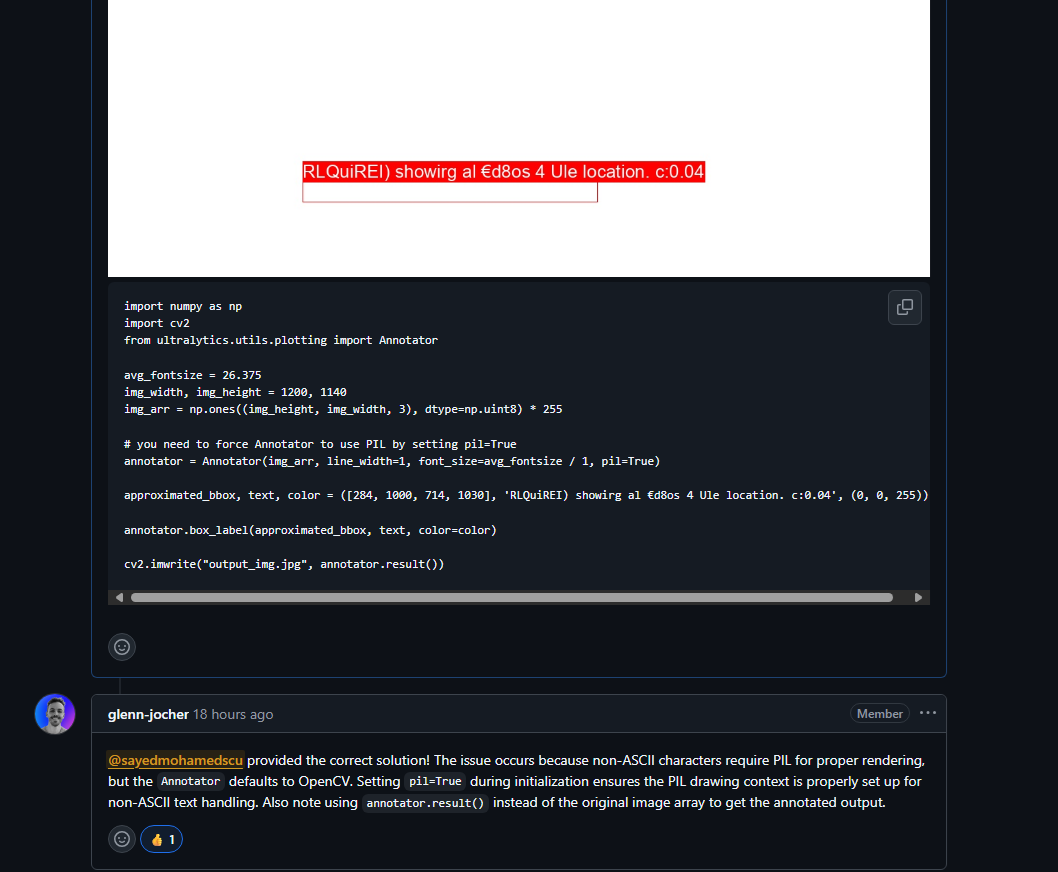 RLQuiREI) showirg al €d8os 4 Ule location. c:0.04
import numpy as np
import cv2
from ultralytics.utils.plotting import Annotator
avg_fontsize = 26.375
img_width, img_height = 1200, 1140
img_arr = np.ones((img_height, img_width, 3), dtype=np.uint8) * 255
# you need to force Annotator to use PIL by setting pil=True
annotator = Annotator(img_arr, line_width=1, font_size=avg_fontsize / 1, pil=True)
approximated_bbox, text, color = ([284, 1000, 714, 1030], 'RLQuiREI) showirg al €d8os 4 Ule location. c:0.04', (0, 0, 255))
annotator.box_label(approximated_bbox, text, color=color)
cv2.imwrite("output_img.jpg", annotator.result())
glenn-jocher 18 hours ago Member
@sayedmohamedscu provided the correct solution! The issue occurs because non-ASCII characters require PIL for proper rendering,
but the Annotator defaults to OpenCV. Setting pil=True during initialization ensures the PIL drawing context is properly set up for
non-ASCII text handling. Also note using annotator.result() instead of the original image array to get the annotated output.
👍 1